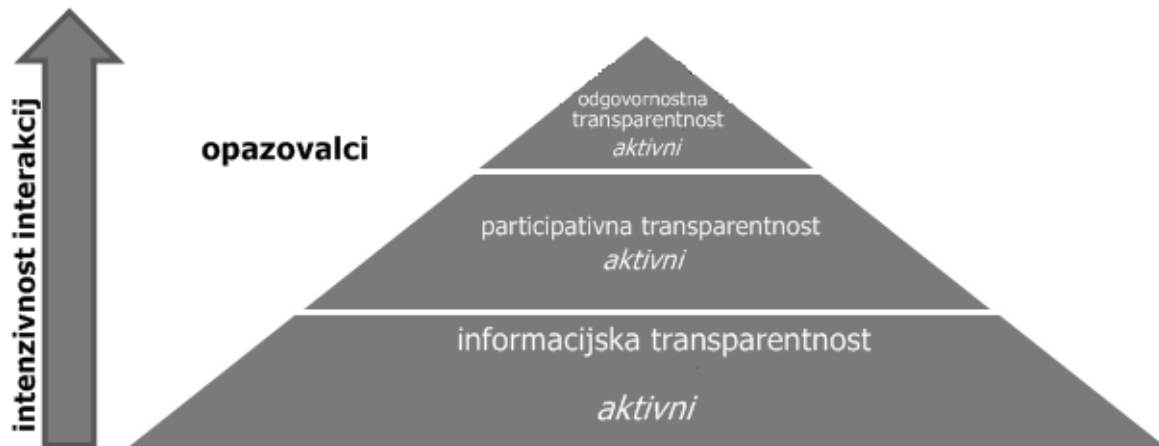 intenzivnost interakcij
opazovalci
odgovornostna
transparentnost
aktivni
participativna transparentnost
aktivni
informacijska transparentnost
aktivni